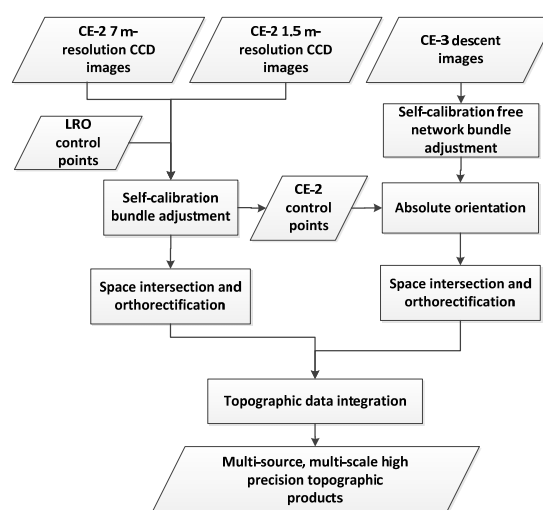 CE-2 7 m-
resolution CCD
images
CE-2 1.5 m-
resolution CCD
images
CE-3 descent
images
LRO
control
points
Self-calibration free
network bundle
adjustment
Self-calibration
bundle adjustment
CE-2
control
points
Absolute orientation
Space intersection and
orthorectification
Space intersection and
orthorectification
Topographic data integration
Multi-source, multi-scale high
precision topographic
products